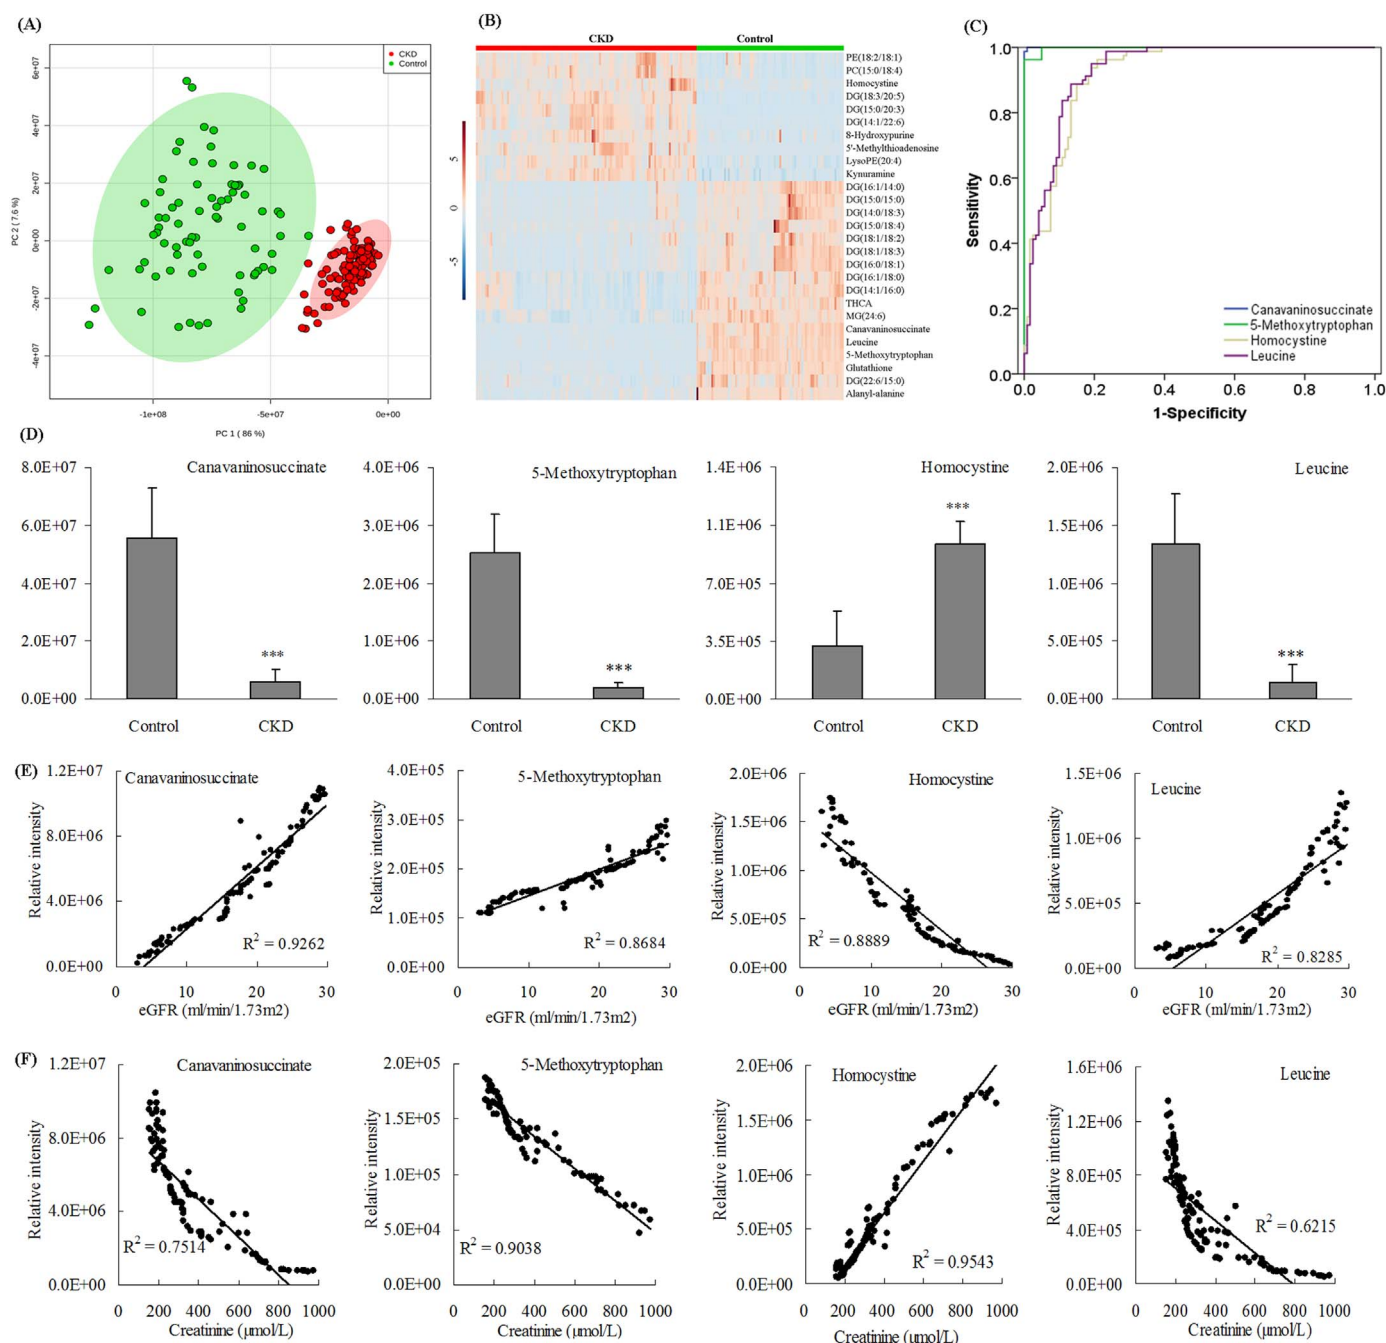 (A)
CKD
Control
6e+07
4e+07
2e+07
0e+00
-2e+07
-4e+07
PC 2 ( 7.6 %)
-1e+08
-5e+07
0e+00
PC 1 ( 86 %)
(B)
CKD
Control
5
0
-5
PE(18:2/18:1)
PC(15:0/18:4)
Homocystine
DG(18:3/20:5)
DG(15:0/20:3)
DG(14:1/22:6)
8-Hydroxypurine
5'-Methylthioadenosine
LysoPE(20:4)
Kynuramine
DG(16:1/14:0)
DG(15:0/15:0)
DG(14:0/18:3)
DG(15:0/18:4)
DG(18:1/18:2)
DG(18:1/18:3)
DG(16:0/18:1)
DG(16:1/18:0)
DG(14:1/16:0)
THCA
MG(24:6)
Canavaninosuccinate
Leucine
5-Methoxytryptophan
Glutathione
DG(22:6/15:0)
Alanyl-alanine
(C)
Sensitivity
1.0
0.8
0.6
0.4
0.2
0.0
Canavaninosuccinate
5-Methoxytryptophan
Homocystine
Leucine
0.0
0.2
0.4
0.6
0.8
1.0
1-Specificity
(D)
8.0E+07
6.0E+07
4.0E+07
2.0E+07
0.0E+00
Canavaninosuccinate
***
Control
CKD
4.0E+06
3.0E+06
2.0E+06
1.0E+06
0.0E+00
5-Methoxytryptophan
***
Control
CKD
1.4E+06
1.1E+06
7.0E+05
3.5E+05
0.0E+00
Homocystine
***
Control
CKD
2.0E+06
1.5E+06
1.0E+06
5.0E+05
0.0E+00
Leucine
***
Control
CKD
(E)
1.2E+07
8.0E+06
4.0E+06
0.0E+00
Relative intensity
Canavaninosuccinate
R² = 0.9262
0
10
20
30
eGFR (ml/min/1.73m2)
4.0E+05
3.0E+05
2.0E+05
1.0E+05
0.0E+00
Relative intensity
5-Methoxytryptophan
R² = 0.8684
0
10
20
30
eGFR (ml/min/1.73m2)
2.0E+06
1.5E+06
1.0E+06
5.0E+05
0.0E+00
Relative intensity
Homocystine
R² = 0.8889
0
10
20
30
eGFR (ml/min/1.73m2)
1.5E+06
1.0E+06
5.0E+05
0.0E+00
Relative intensity
Leucine
R² = 0.8285
0
10
20
30
eGFR (ml/min/1.73m2)
(F)
1.2E+07
8.0E+06
4.0E+06
0.0E+00
Relative intensity
Canavaninosuccinate
R² = 0.7514
0
200
400
600
800
1000
Creatinine (μmol/L)
2.0E+05
1.5E+05
1.0E+05
5.0E+04
0.0E+00
Relative intensity
5-Methoxytryptophan
R² = 0.9038
0
200
400
600
800
1000
Creatinine (μmol/L)
2.0E+06
1.5E+06
1.0E+06
5.0E+05
0.0E+00
Relative intensity
Homocystine
R² = 0.9543
0
200
400
600
800
1000
Creatinine (μmol/L)
1.6E+06
1.2E+06
8.0E+05
4.0E+05
0.0E+00
Relative intensity
Leucine
R² = 0.6215
0
200
400
600
800
1000
Creatinine (μmol/L)